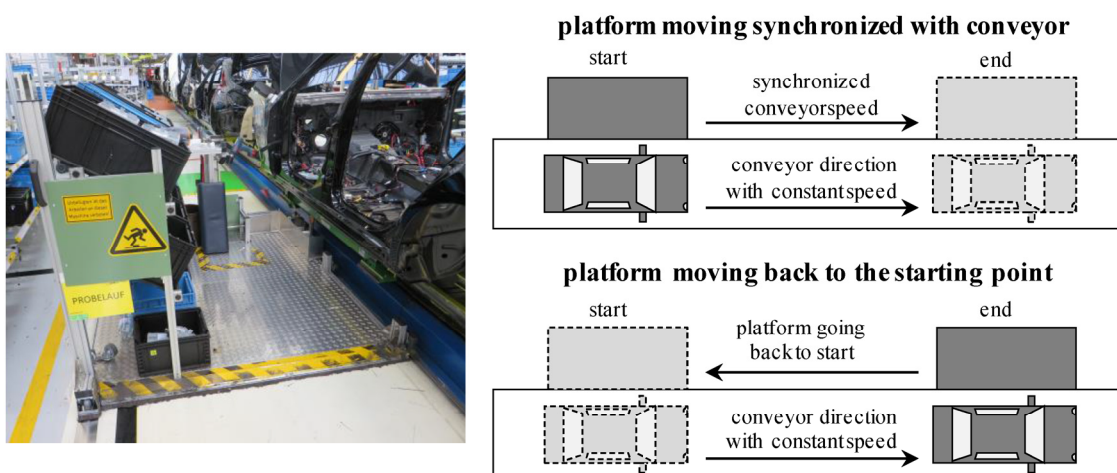 PROBELAUF
platform moving synchronized with conveyor
start
end
synchronized
conveyorspeed
conveyor direction
with constantspeed
platform moving back to the starting point
start
end
platform going
back to start
conveyor direction
with constantspeed